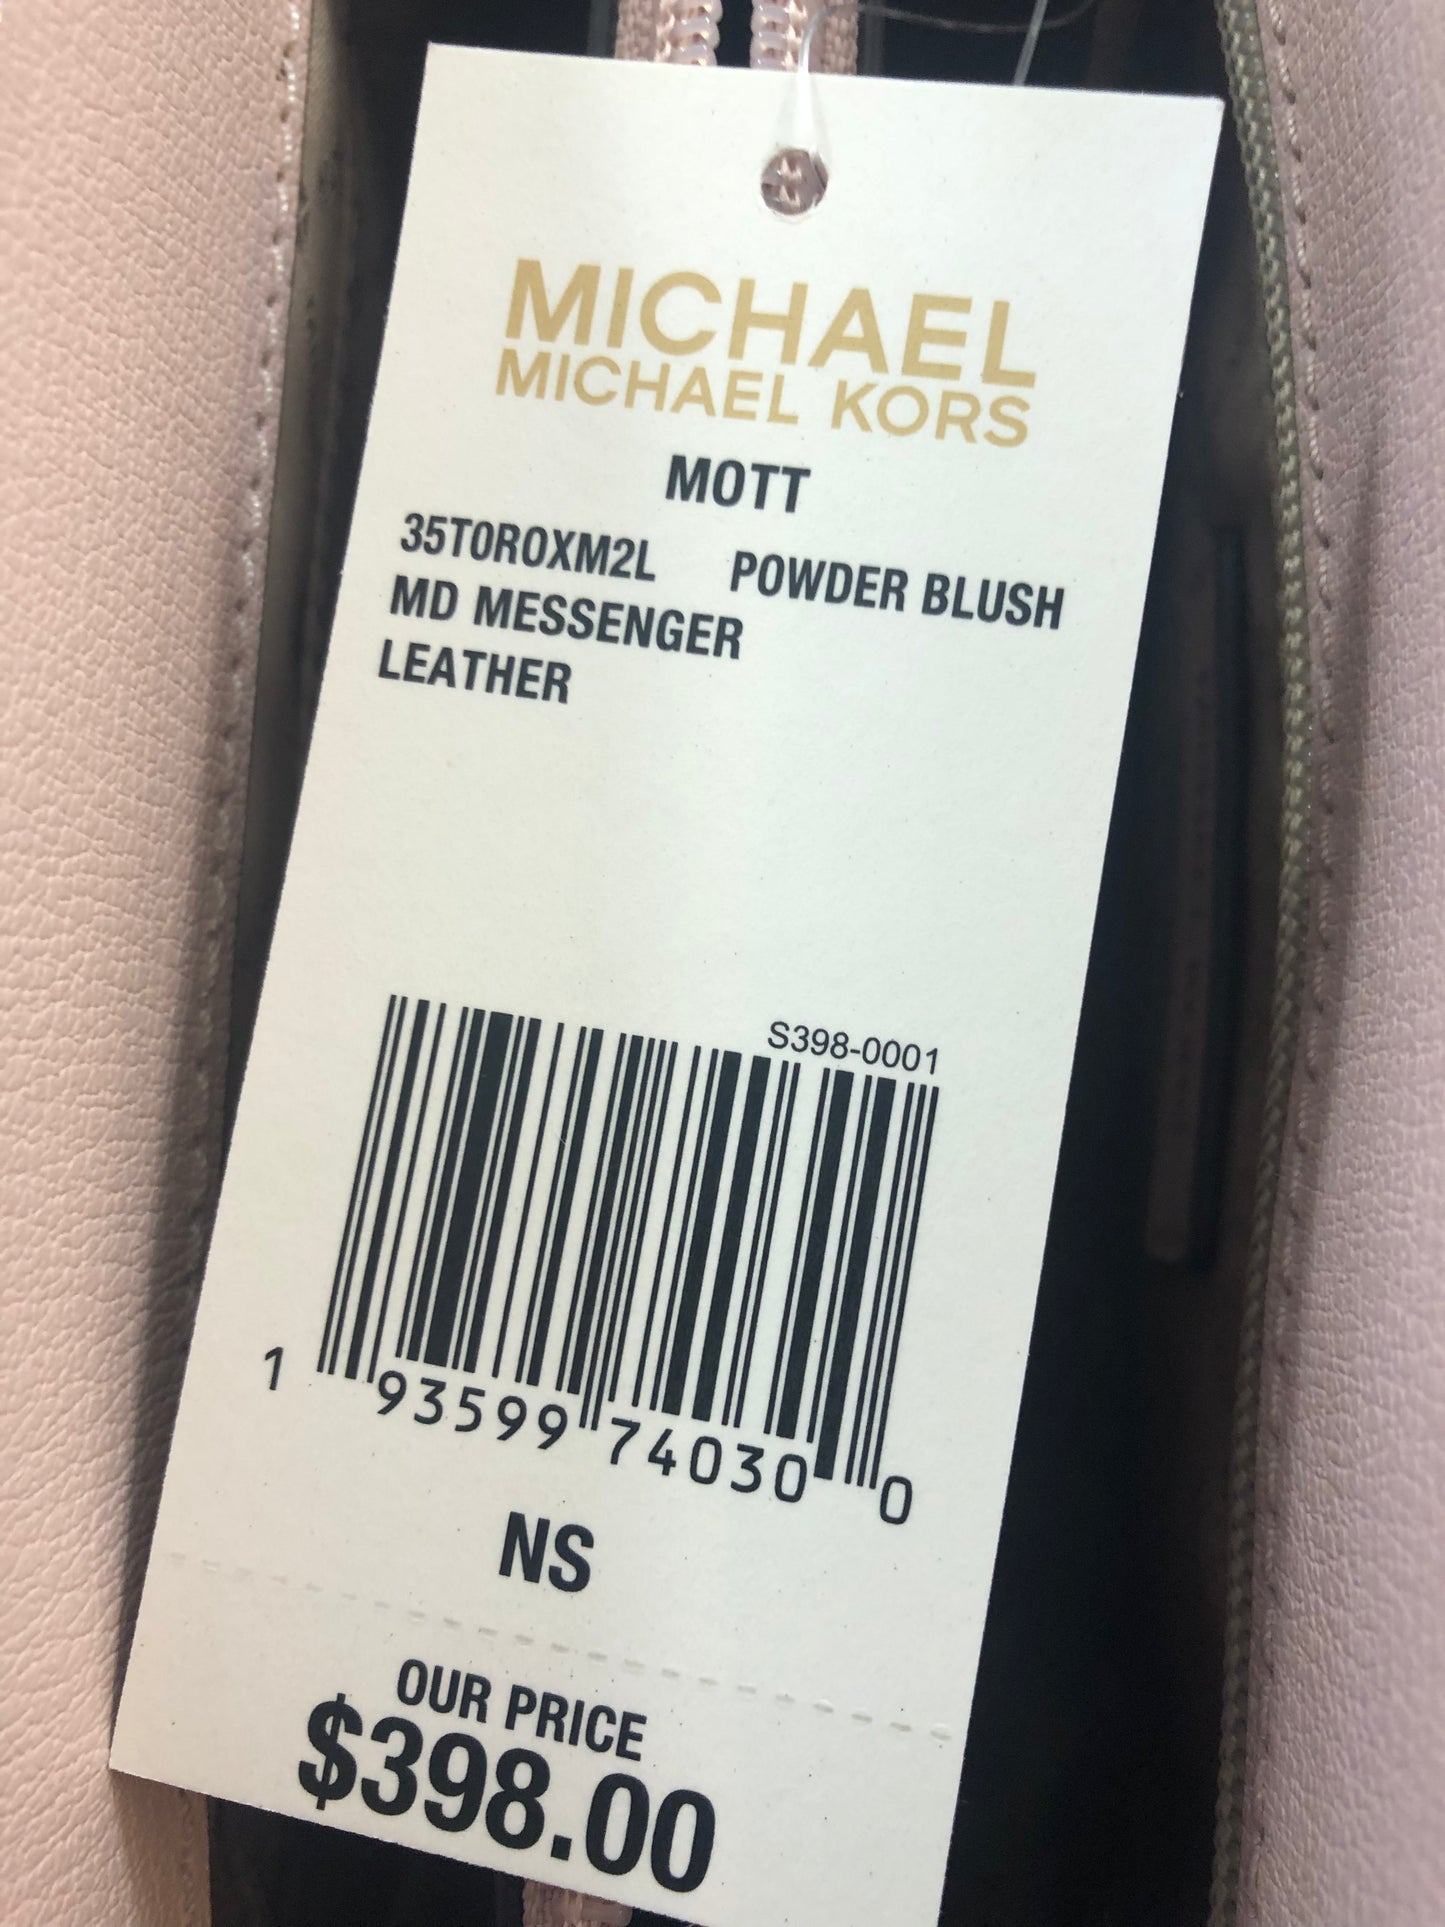 MICHAEL
MICHAEL KORS
MOTT
35T0ROXM2L POWDER BLUSH
MD MESSENGER
LEATHER
S398-0001
1 93599 74030 0
NS
OUR PRICE
$398.00